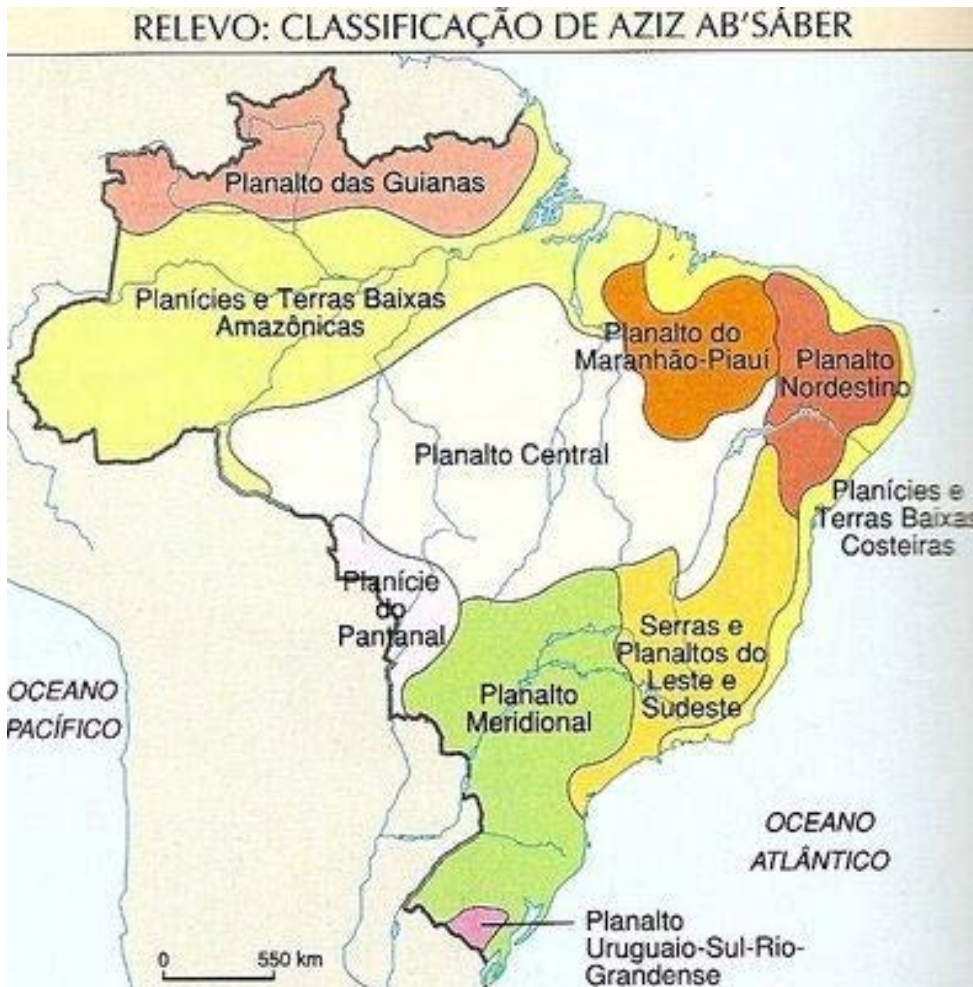 RELEVO: CLASSIFICAÇÃO DE AZIZ AB'SÁBER
Planalto das Guianas
Planícies e Terras Baixas
Amazônicas
Planalto do
Maranhão-Piauí
Planalto
Nordestino
Planalto Central
Planícies e
Terras Baixas
Costeiras
Planície
do
Pantanal
Serras e
Planaltos do
Leste e
Sudeste
Planalto
Meridional
OCEANO
PACÍFICO
OCEANO
ATLÂNTICO
Planalto
Uruguaio-Sul-Rio-
Grandense
0 550 km